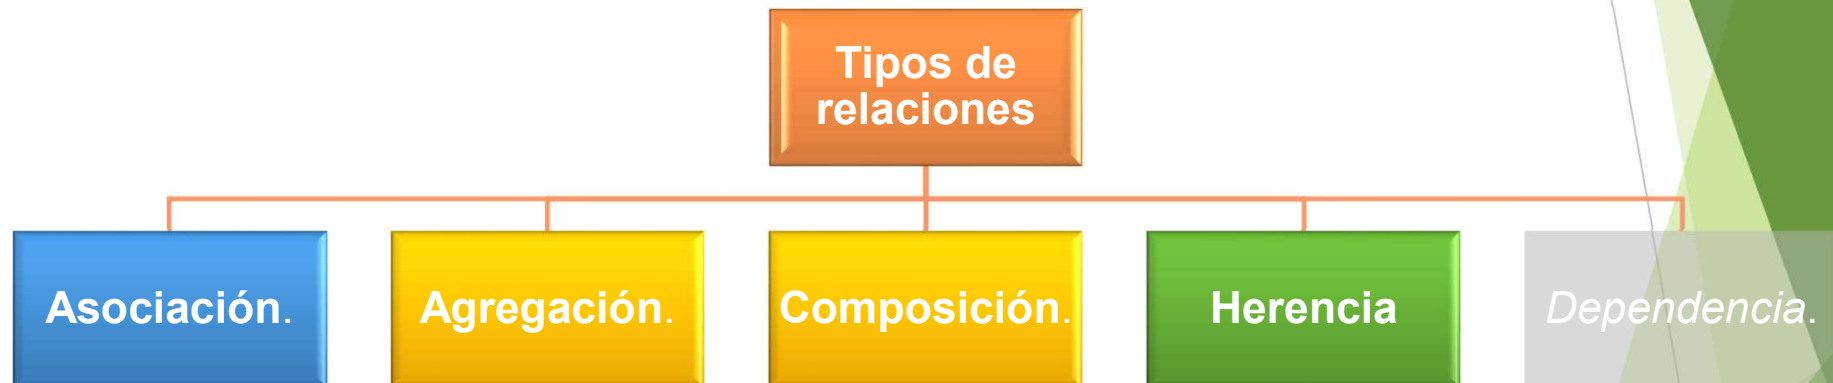 Tipos de
relaciones
Asociación.
Agregación.
Composición.
Herencia
Dependencia.